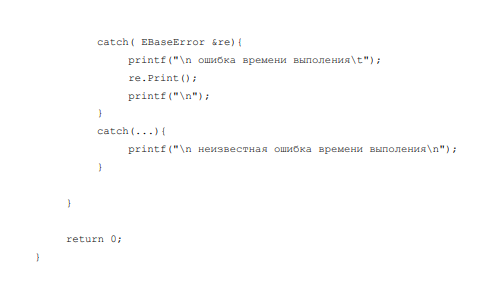 catch( EBaseError &re){
printf("\n ошибка времени выполения\t");
re.Print();
printf("\n");
}
catch(...){
printf("\n неизвестная ошибка времени выполения\n");
}
}
return 0;
}